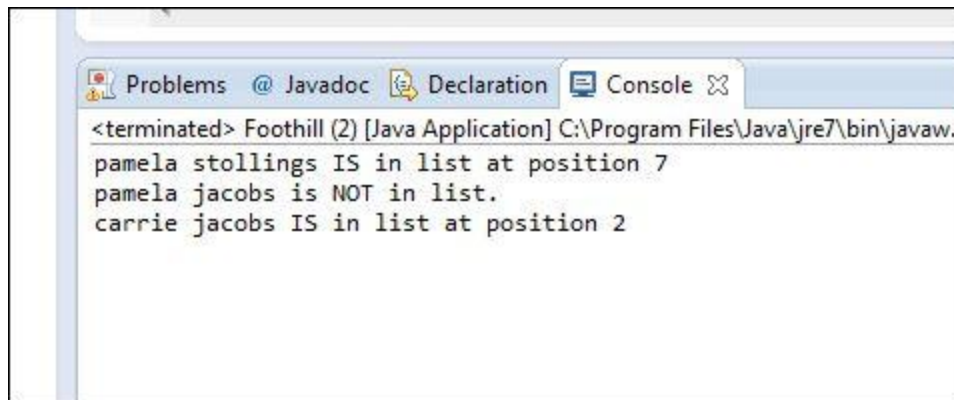 Problems @ Javadoc Declaration Console
<terminated> Foothill (2) [Java Application] C:\Program Files\Java\jre7\bin\javaw.
pamela stollings IS in list at position 7
pamela jacobs is NOT in list.
carrie jacobs IS in list at position 2